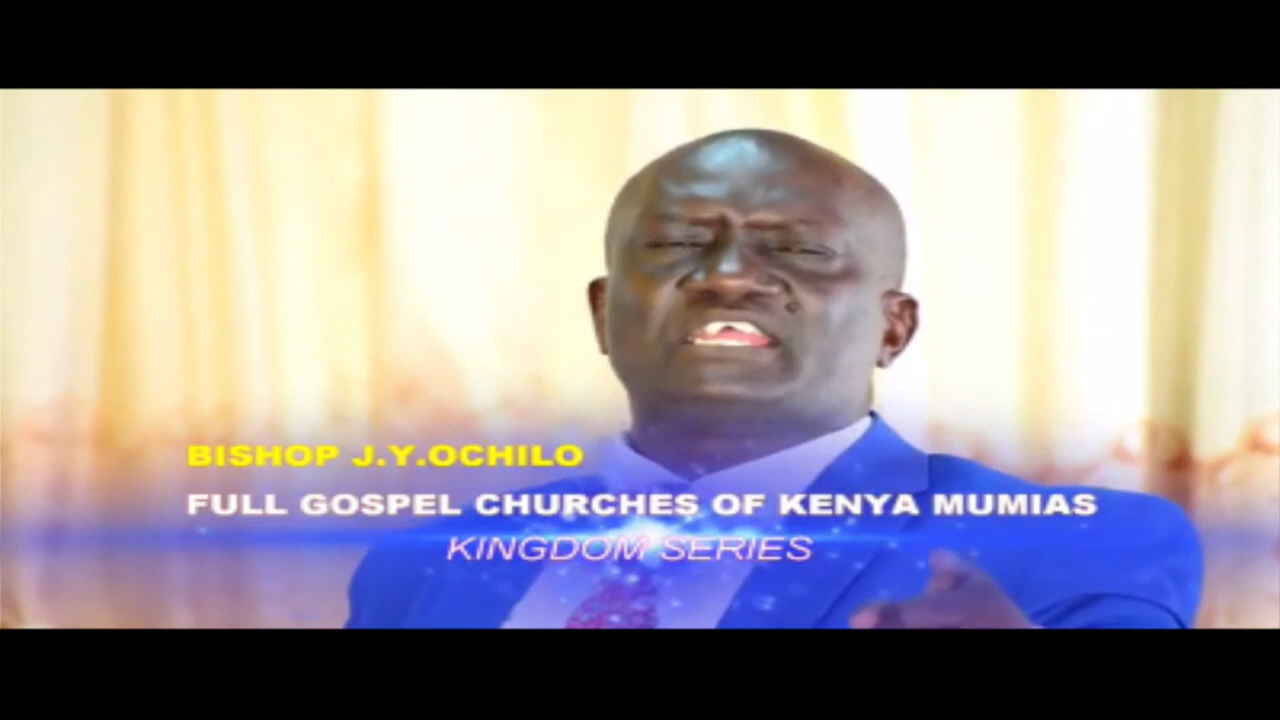 BISHOP J.Y.OCHILO
FULL GOSPEL CHURCHES OF KENYA MUMIAS
KINGDOM SERIES